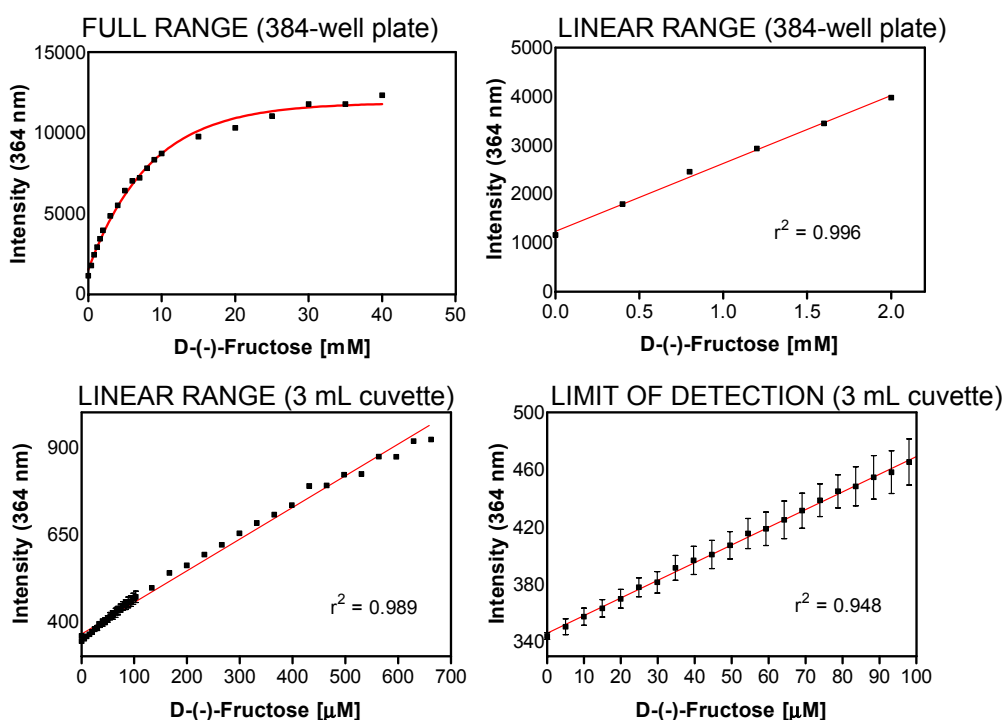 FULL RANGE (384-well plate)
15000
10000
5000
0
Intensity (364 nm)
0 10 20 30 40 50
D-(-)-Fructose [mM]
LINEAR RANGE (384-well plate)
5000
4000
3000
2000
1000
0
Intensity (364 nm)
r² = 0.996
0.0 0.5 1.0 1.5 2.0
D-(-)-Fructose [mM]
LINEAR RANGE (3 mL cuvette)
900
650
400
Intensity (364 nm)
r² = 0.989
0 100 200 300 400 500 600 700
D-(-)-Fructose [µM]
LIMIT OF DETECTION (3 mL cuvette)
500
460
420
380
340
Intensity (364 nm)
r² = 0.948
0 10 20 30 40 50 60 70 80 90 100
D-(-)-Fructose [µM]